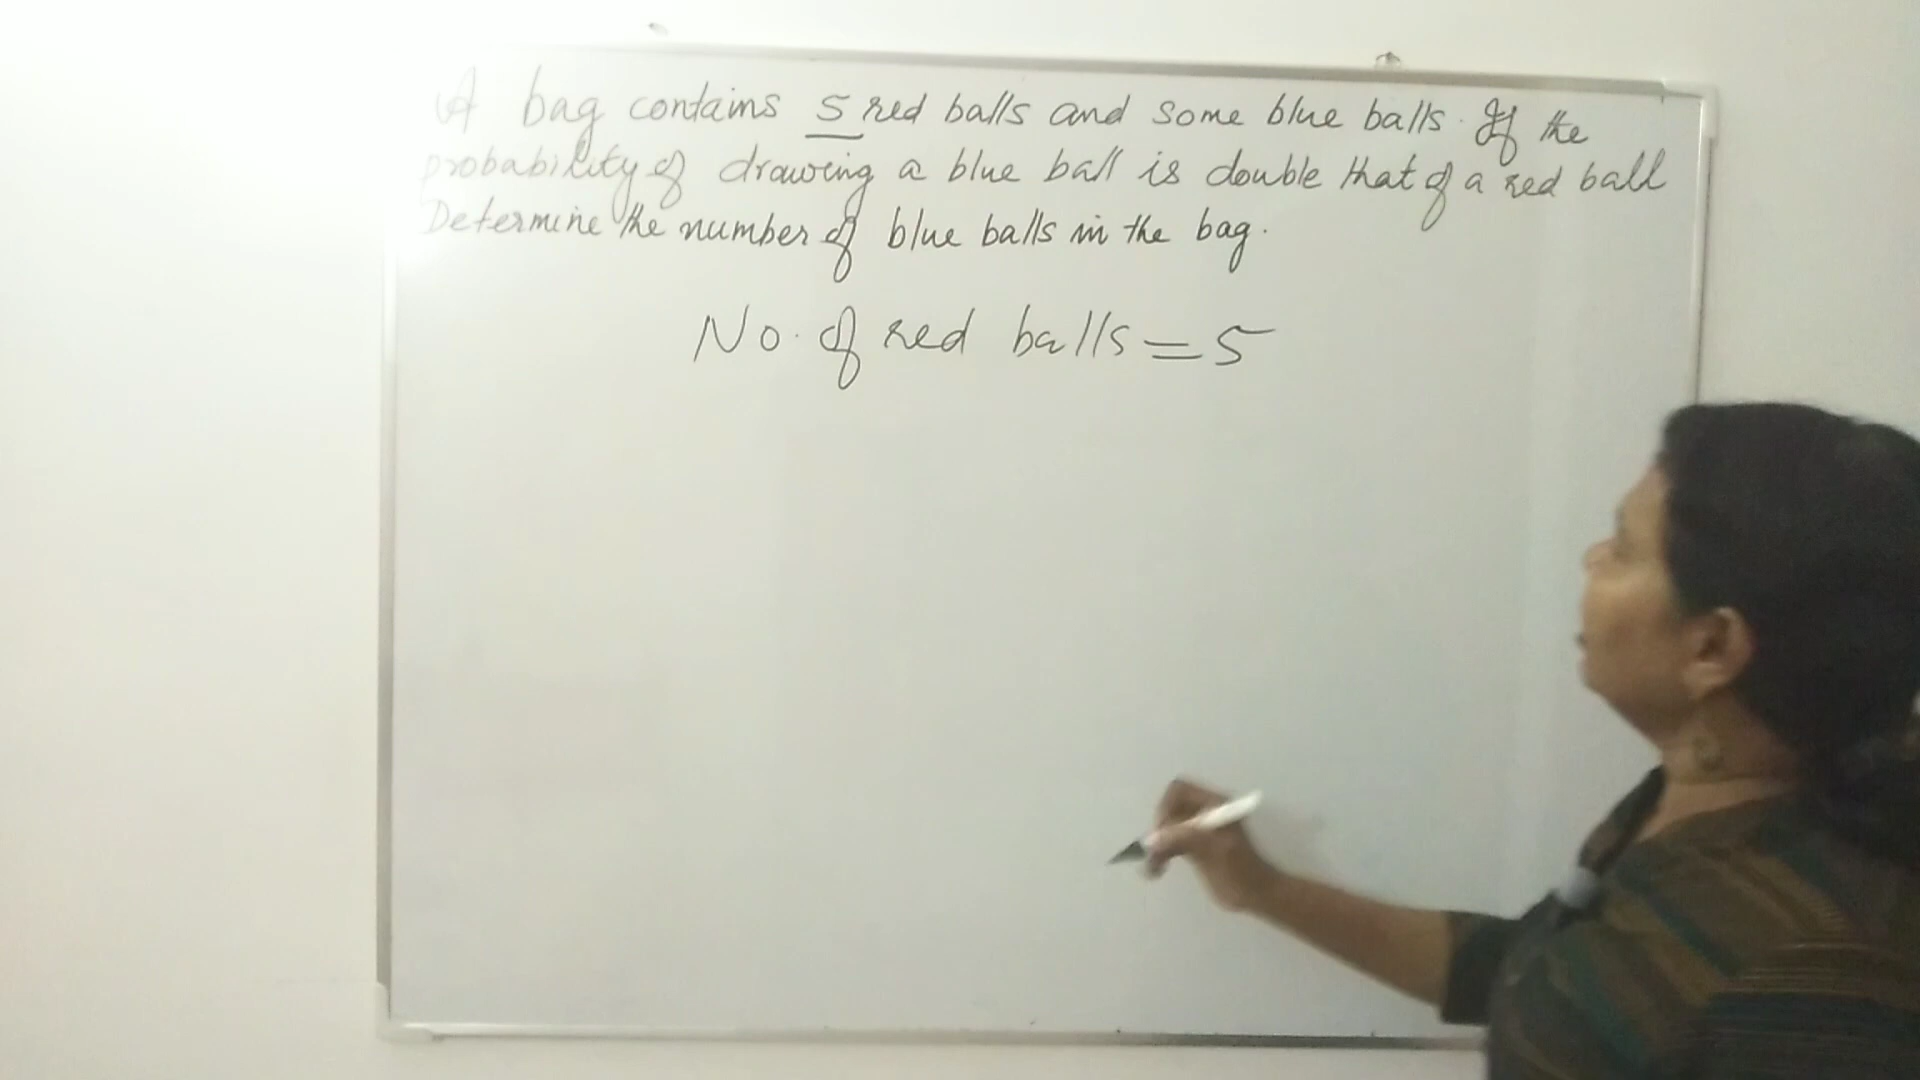 A bag contains 5 red balls and some blue balls. If the
probability of drawing a blue ball is double that of a red ball
Determine the number of blue balls in the bag.
No. of red balls = 5